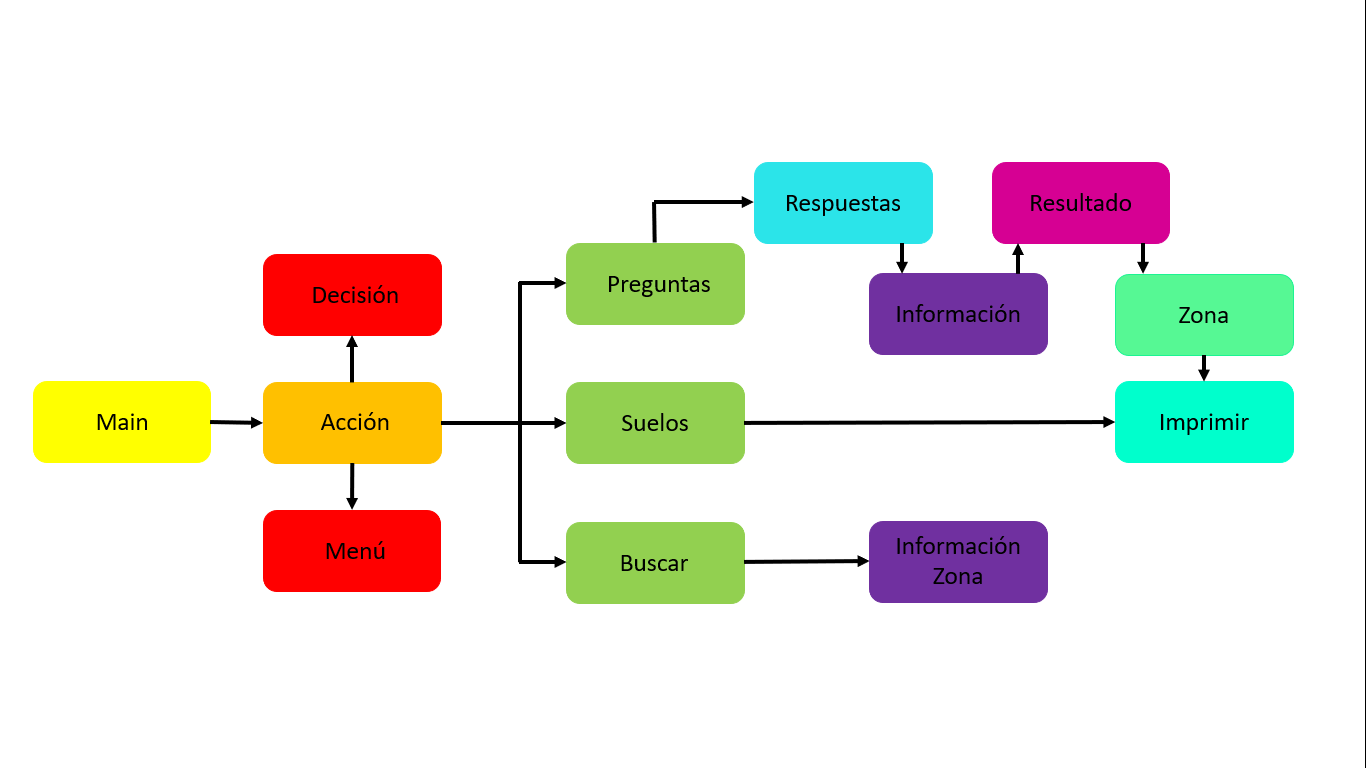 Respuestas
Resultado
Preguntas
Decisión
Información
Zona
Main
Acción
Suelos
Imprimir
Menú
Buscar
Información
Zona